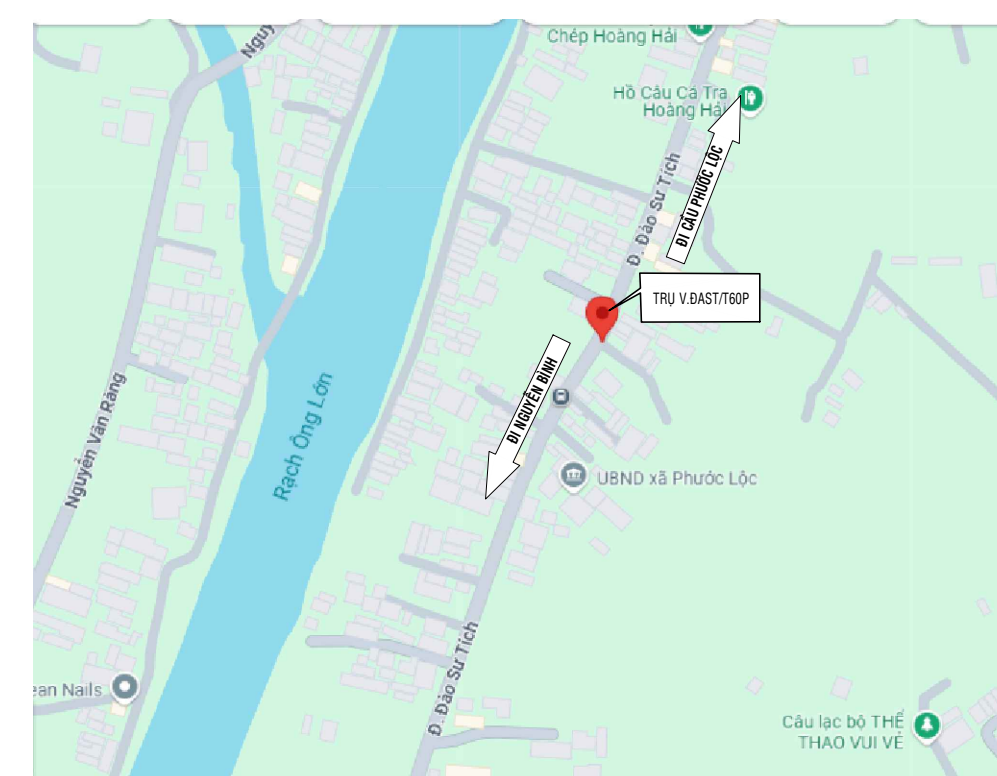 Nguy
Chép Hoàng Hải
Hồ Câu Cá Tra
Hoàng Hải
ĐI CẦU PHƯỚC LỘC
Đ. Đào Sư Tích
TRỤ V.ĐAST/T60P
ĐI NGUYỄN BÌNH
Nguyễn Văn Ràng
Rạch Ông Lớn
UBND xã Phước Lộc
Đ. Đào Sư Tích
ean Nails
Câu lạc bộ THỂ
THAO VUI VẺ